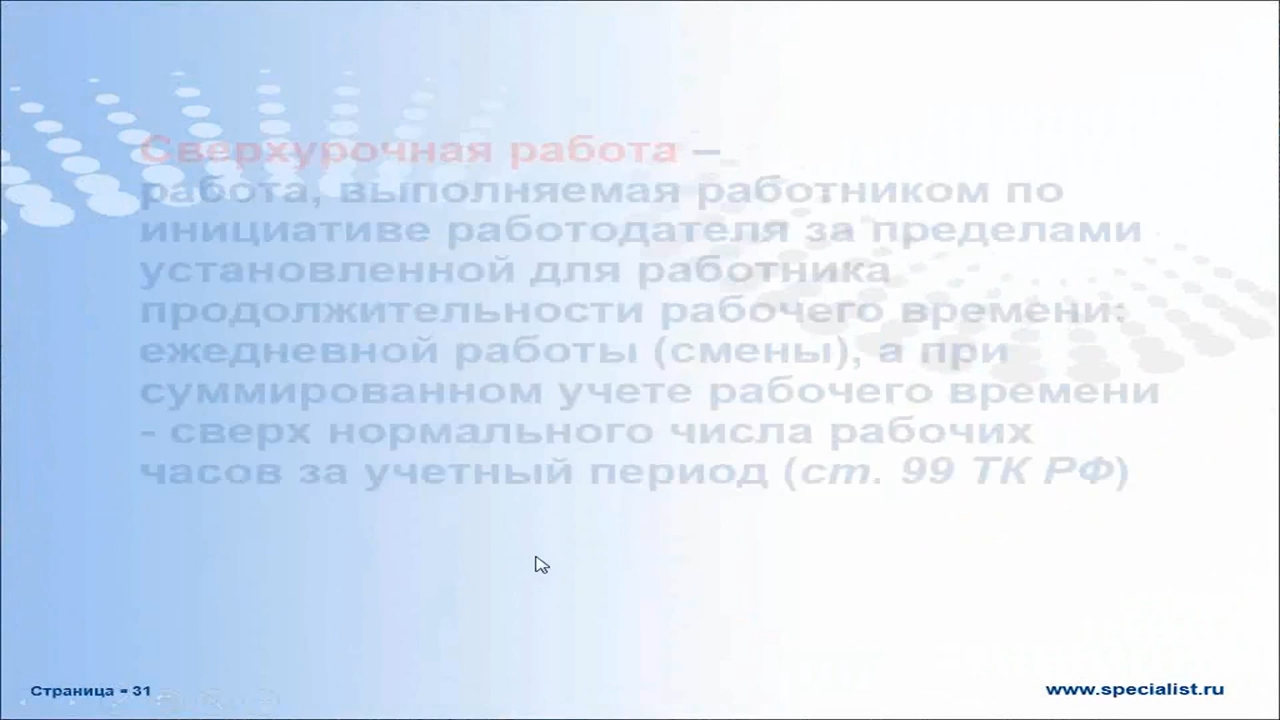 Сверхурочная работа –
работа, выполняемая работником по
инициативе работодателя за пределами
установленной для работника
продолжительности рабочего времени:
ежедневной работы (смены), а при
суммированном учете рабочего времени
- сверх нормального числа рабочих
часов за учетный период (ст. 99 ТК РФ)
Страница - 31
www.specialist.ru